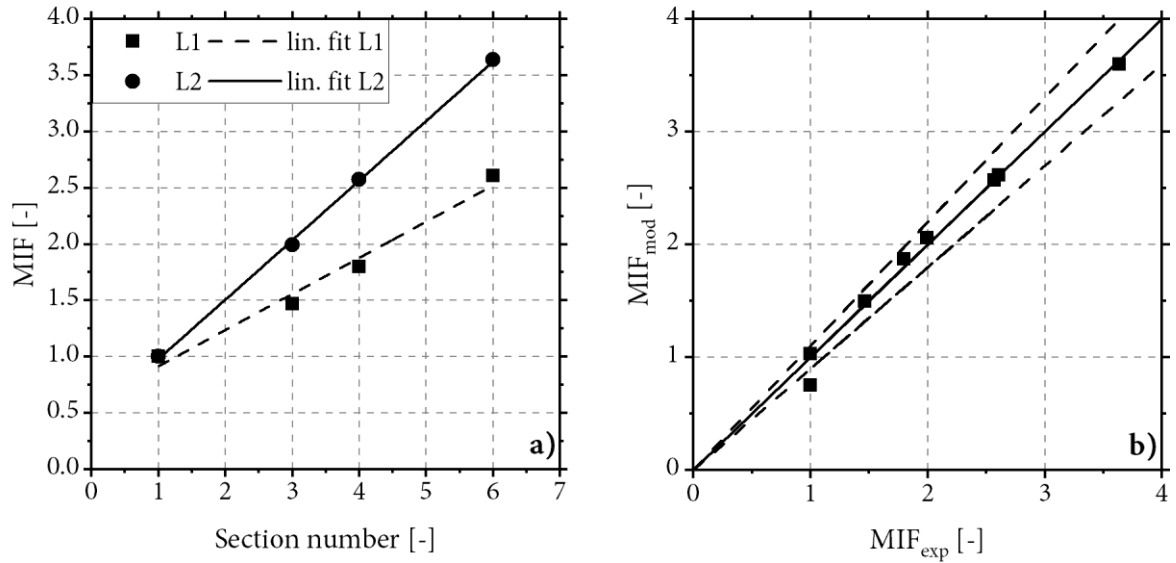 4.0
3.5
3.0
2.5
2.0
1.5
1.0
0.5
0.0
MIF [-]
L1 lin. fit L1
L2 lin. fit L2
a)
0 1 2 3 4 5 6 7
Section number [-]
4
3
2
1
0
MIF_mod [-]
b)
0 1 2 3 4
MIF_exp [-]